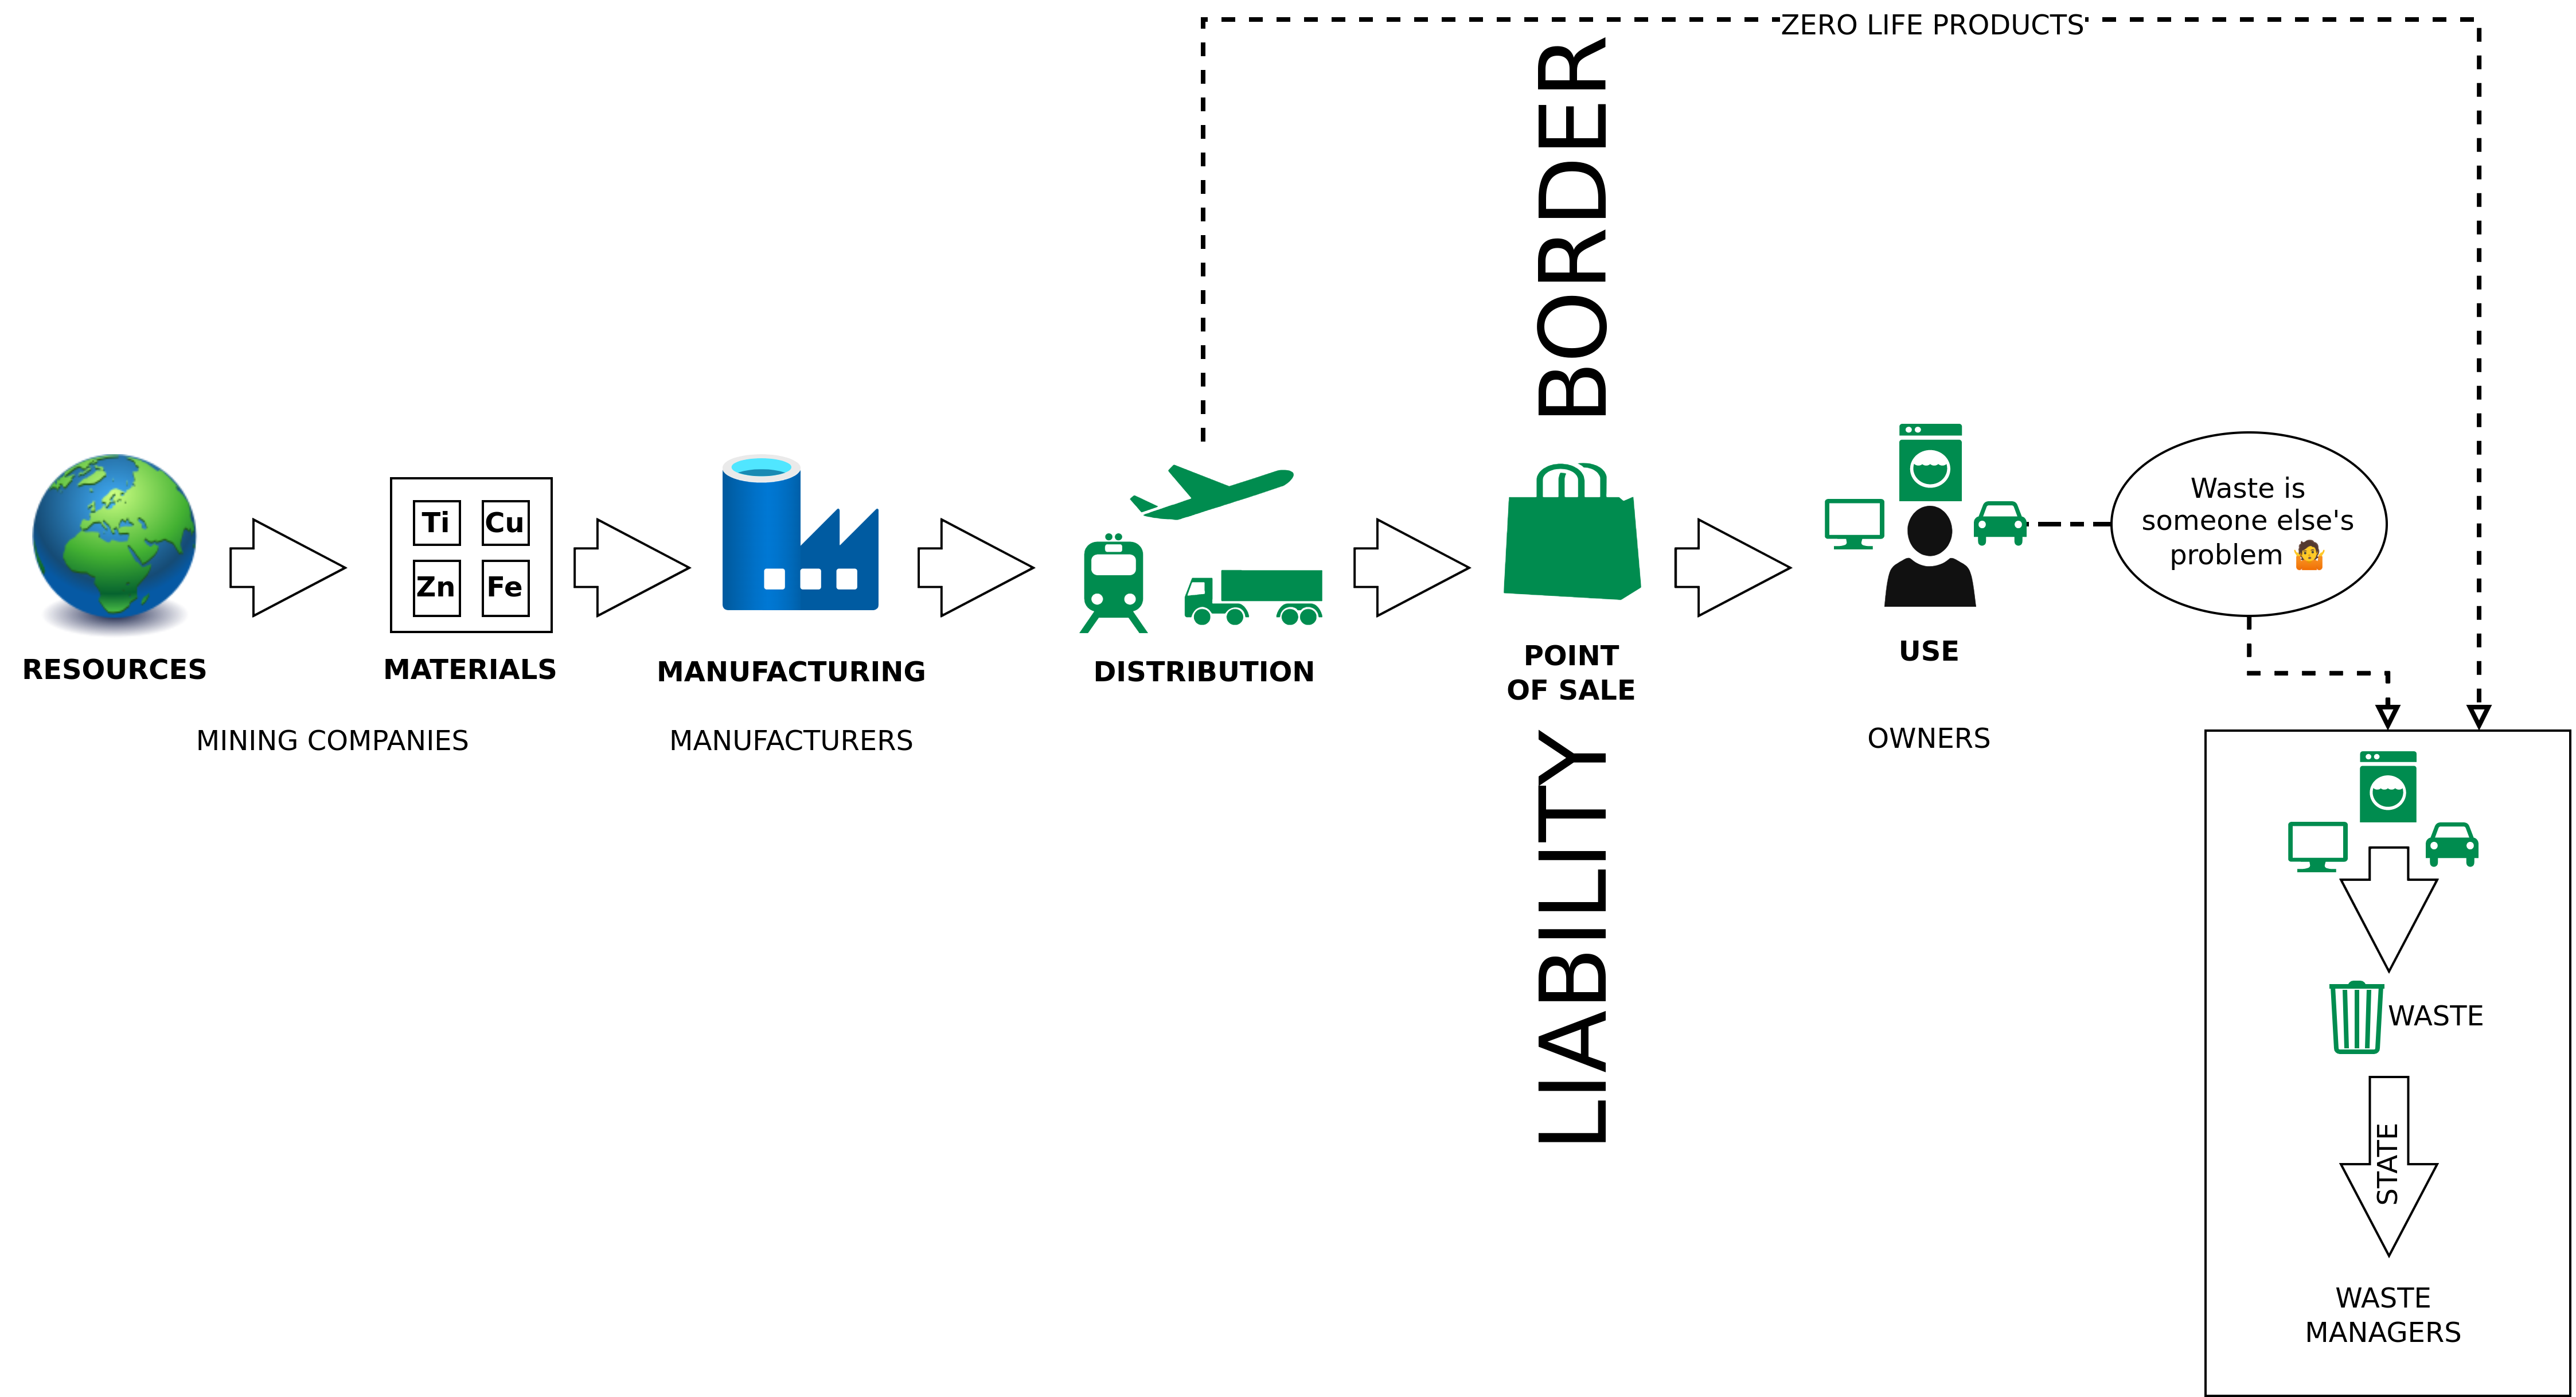 ZERO LIFE PRODUCTS
BORDER
Ti
Cu
Zn
Fe
Waste is
someone else's
problem 🤷
RESOURCES
MATERIALS
MANUFACTURING
DISTRIBUTION
POINT
OF SALE
USE
MINING COMPANIES
MANUFACTURERS
OWNERS
LIABILITY
WASTE
STATE
WASTE
MANAGERS